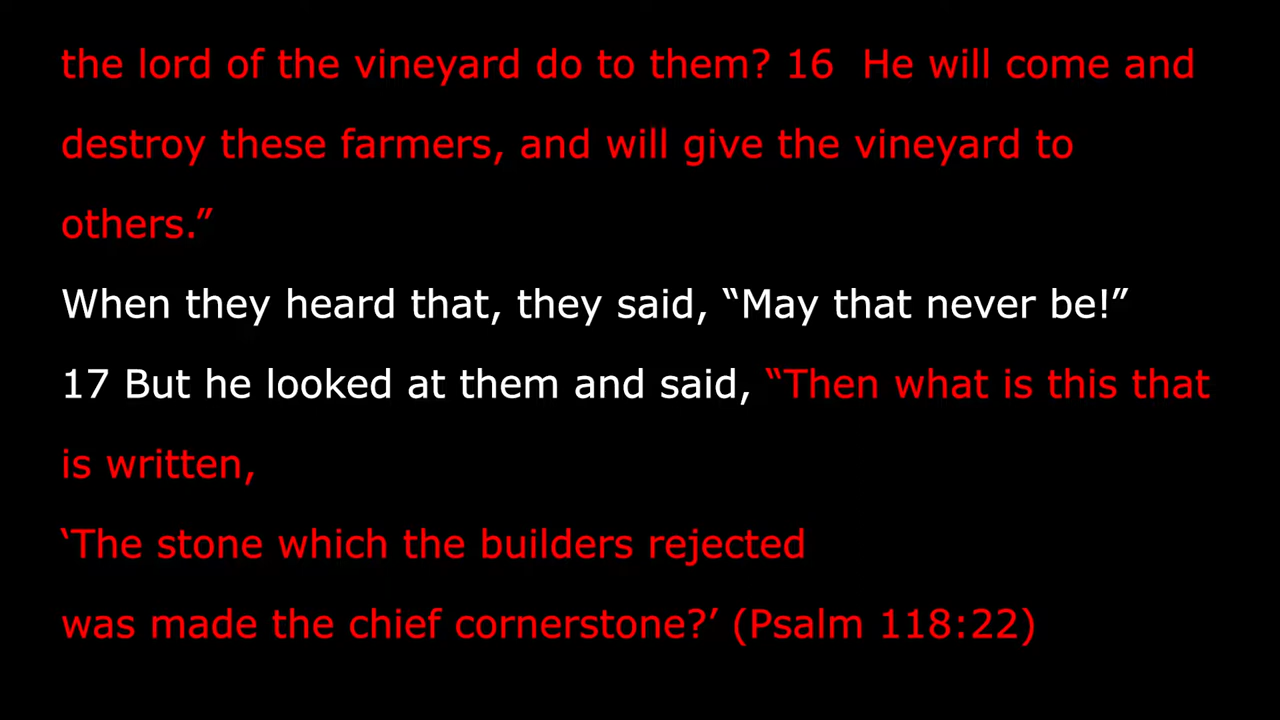 the lord of the vineyard do to them? 16  He will come and
destroy these farmers, and will give the vineyard to
others.”
When they heard that, they said, “May that never be!”
17 But he looked at them and said, “Then what is this that
is written,
‘The stone which the builders rejected
was made the chief cornerstone?’ (Psalm 118:22)